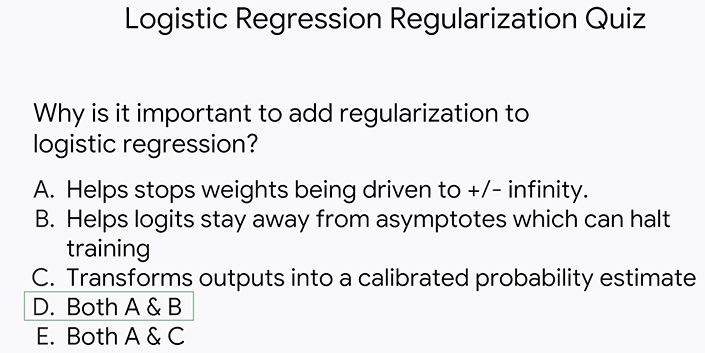 Logistic Regression Regularization Quiz
Why is it important to add regularization to
logistic regression?
A. Helps stops weights being driven to +/- infinity.
B. Helps logits stay away from asymptotes which can halt
training
C. Transforms outputs into a calibrated probability estimate
D. Both A & B
E. Both A & C